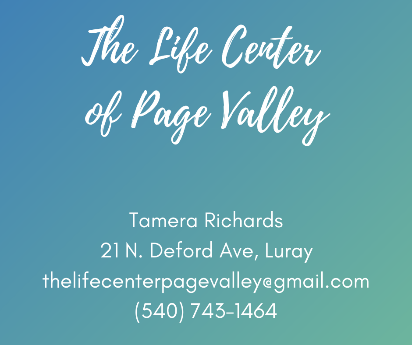 The Life Center
of Page Valley
Tamera Richards
21 N. Deford Ave, Luray
thelifecenterpagevalley@gmail.com
(540) 743-1464